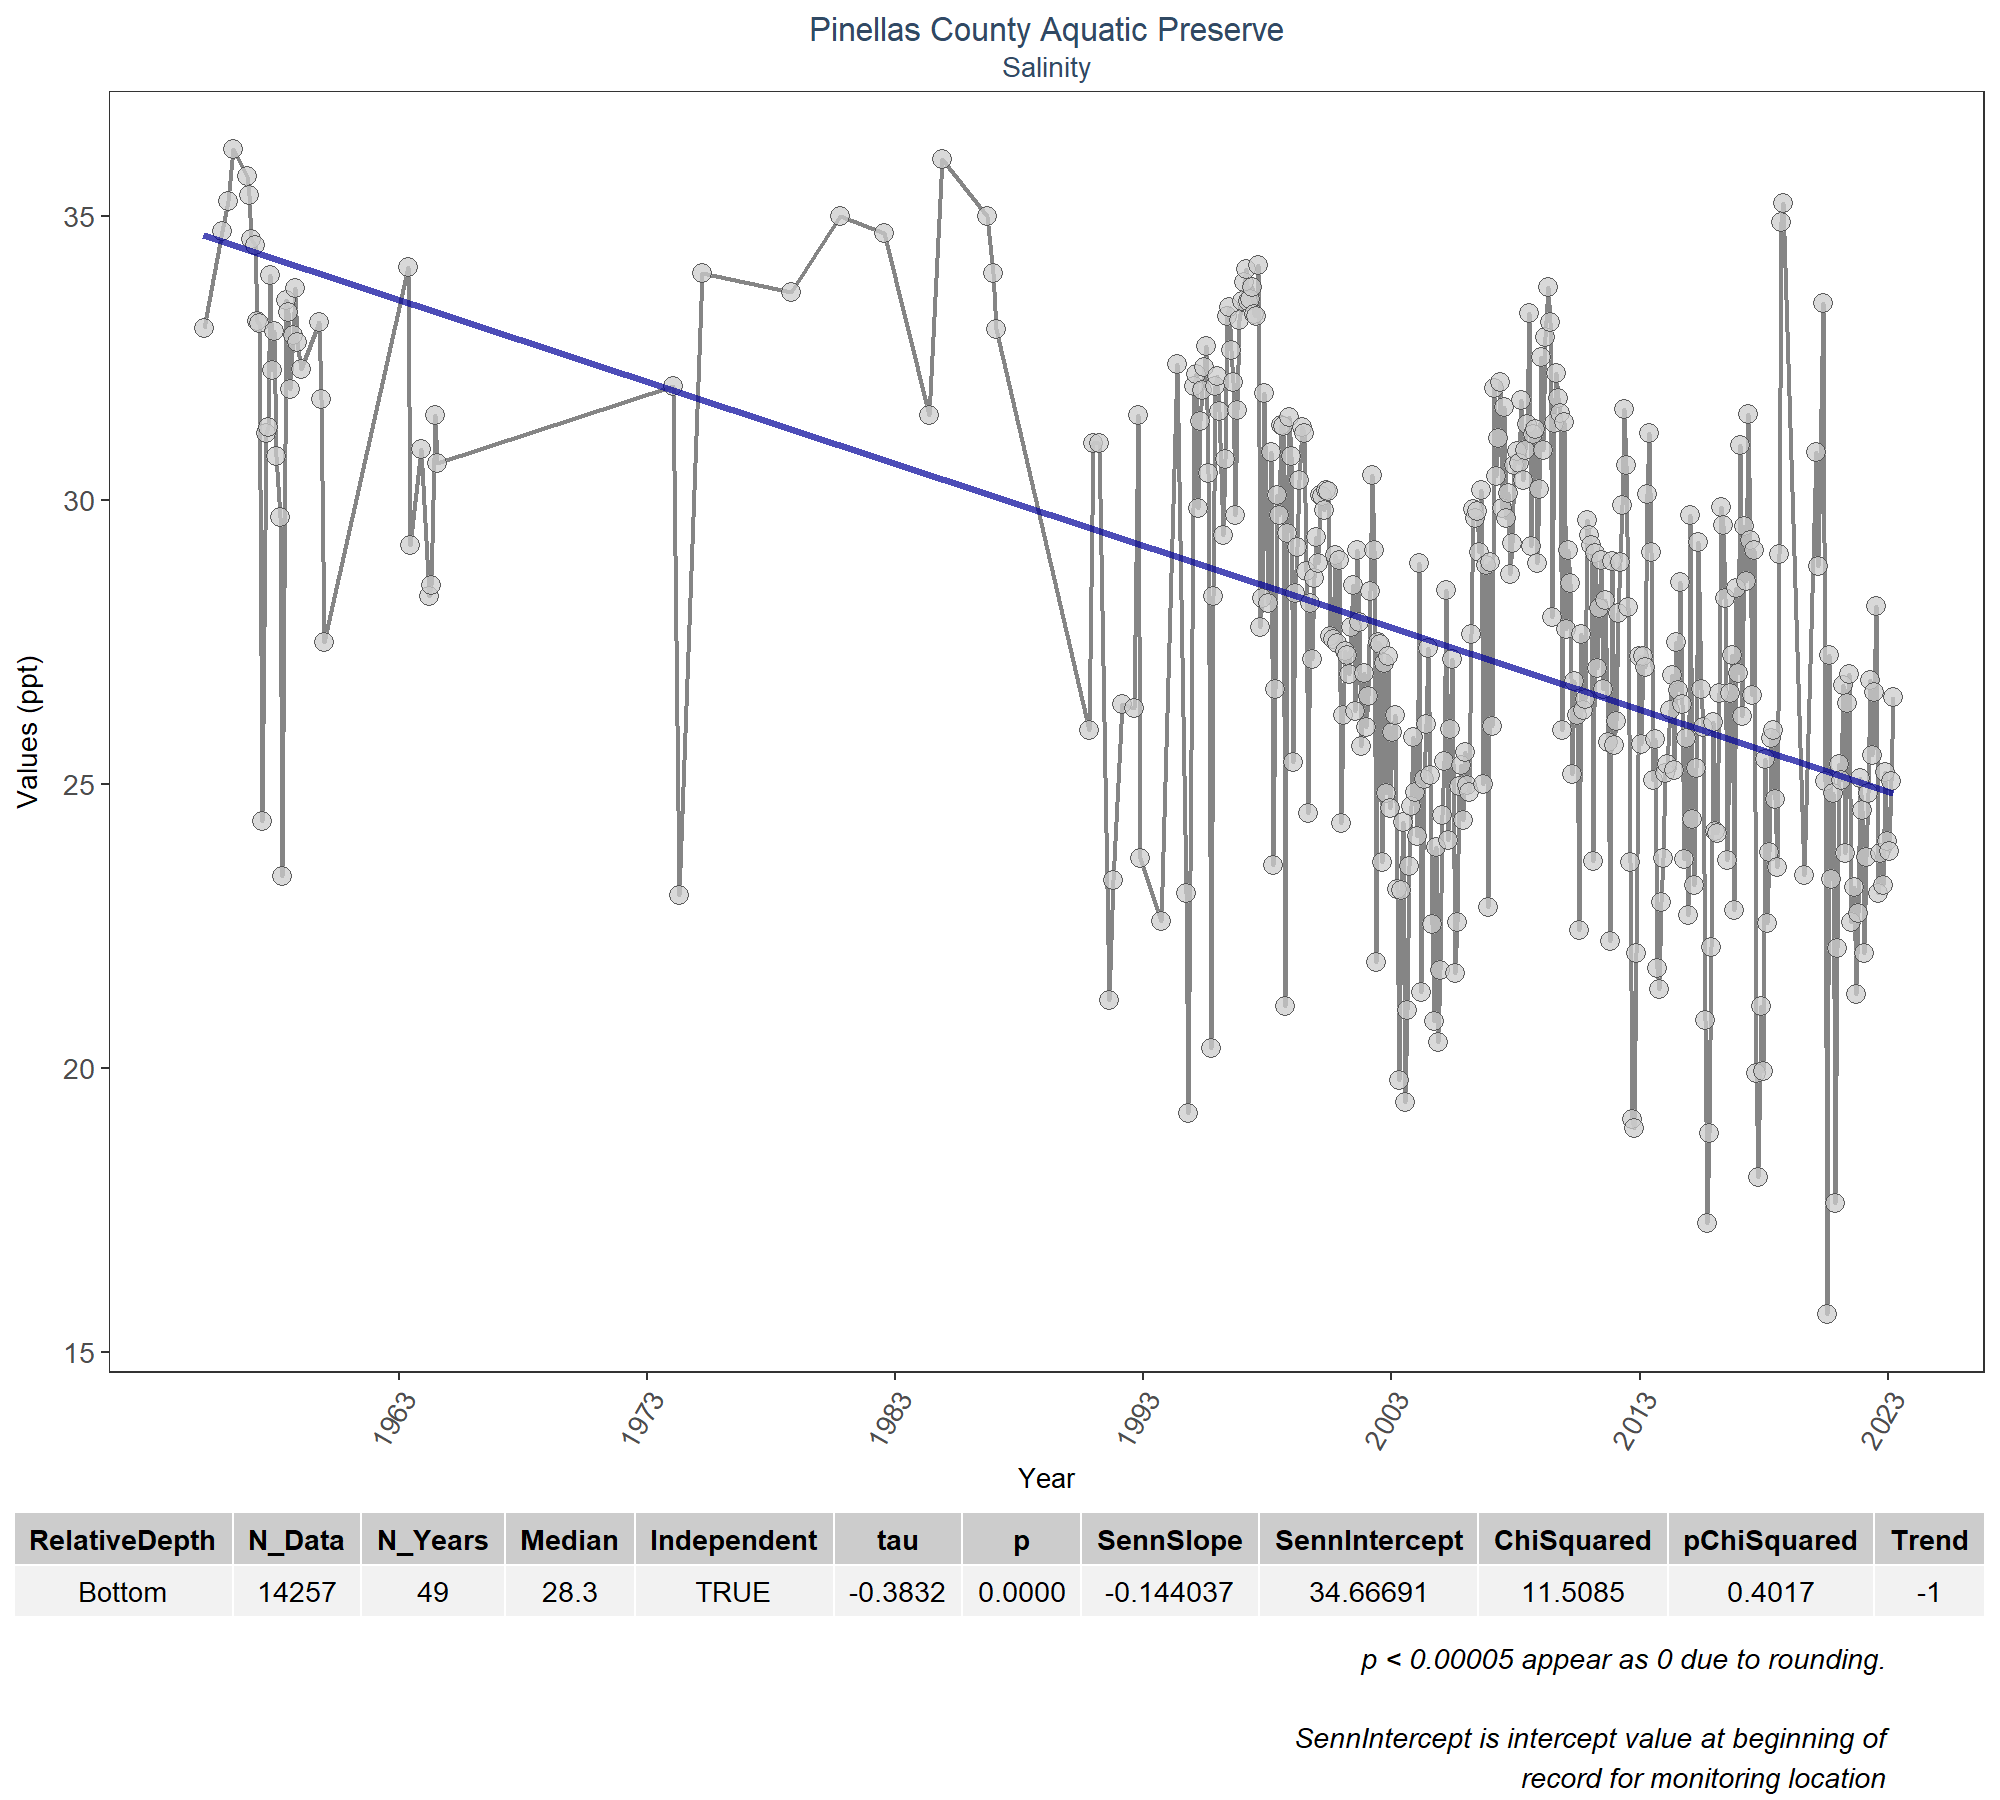 Pinellas County Aquatic Preserve
Salinity
Values (ppt)
35
30
25
20
15
1963 1973 1983 1993 2003 2013 2023
Year
RelativeDepth N_Data N_Years Median Independent tau p SennSlope SennIntercept ChiSquared pChiSquared Trend
Bottom 14257 49 28.3 TRUE -0.3832 0.0000 -0.144037 34.66691 11.5085 0.4017 -1
p < 0.00005 appear as 0 due to rounding.
SennIntercept is intercept value at beginning of
record for monitoring location